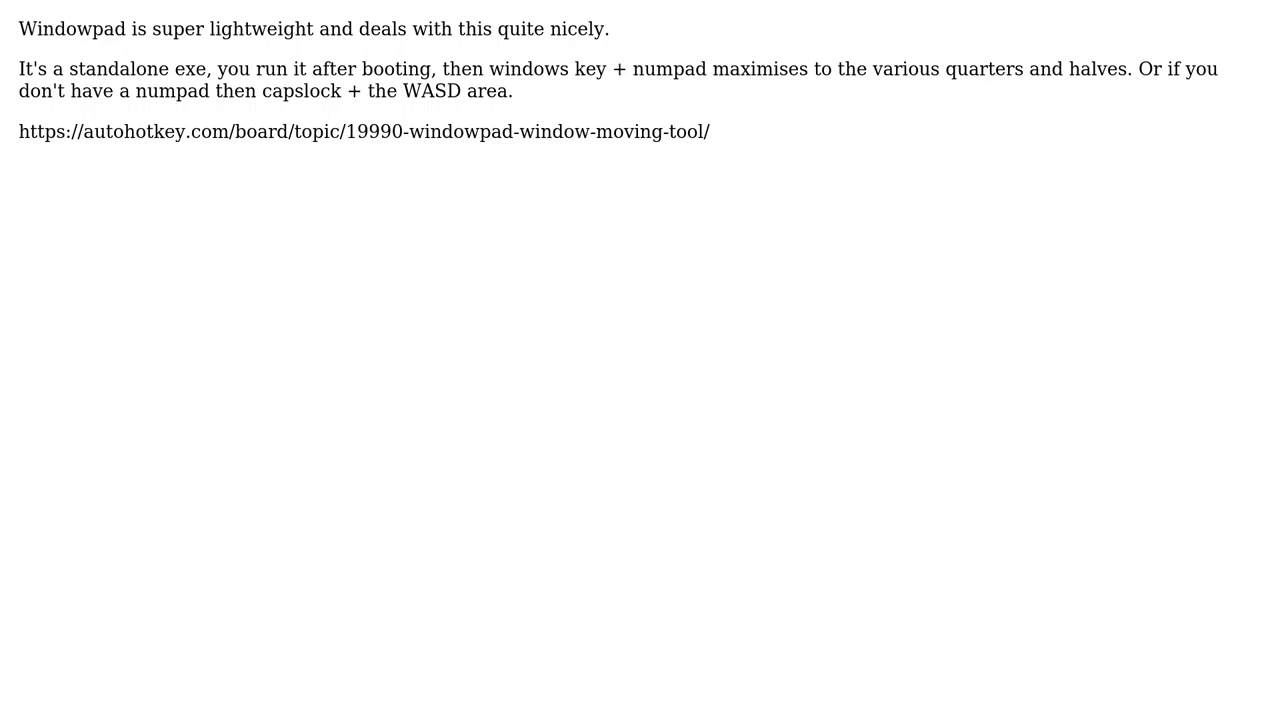 Windowpad is super lightweight and deals with this quite nicely.
It's a standalone exe, you run it after booting, then windows key + numpad maximises to the various quarters and halves. Or if you
don't have a numpad then capslock + the WASD area.
https://autohotkey.com/board/topic/19990-windowpad-window-moving-tool/